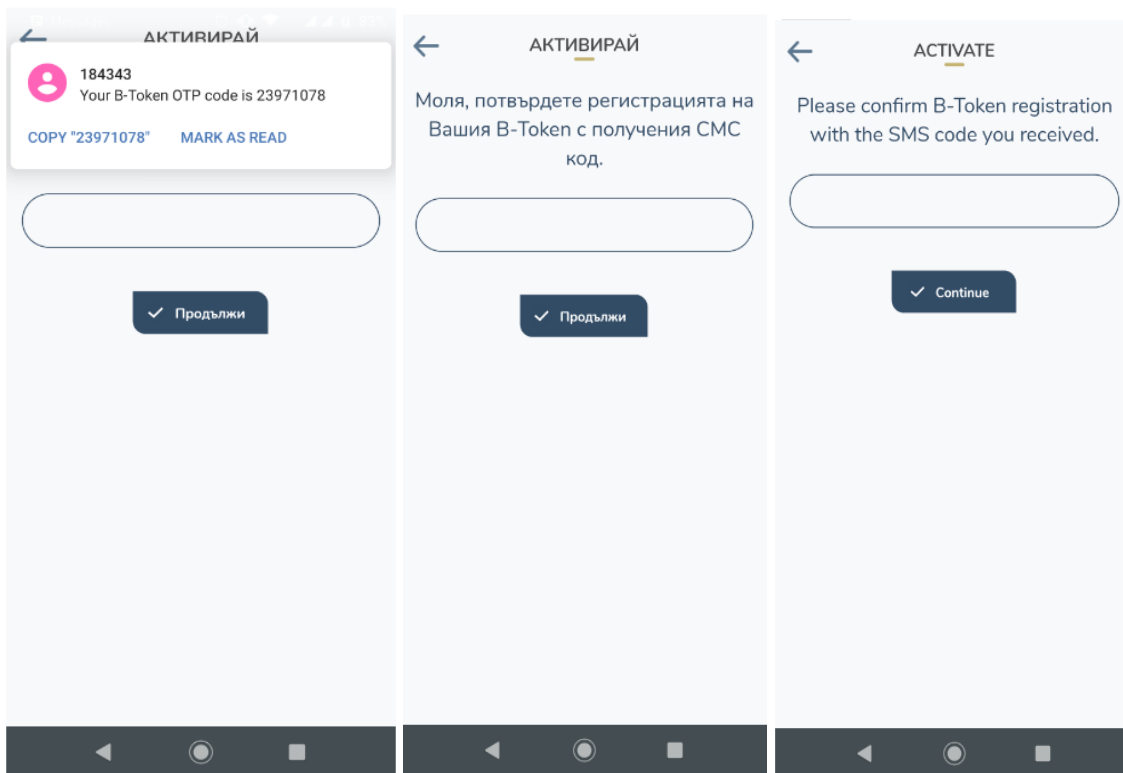 АКТИВИРАЙ
184343
Your B-Token OTP code is 23971078
COPY "23971078" MARK AS READ
Продължи
АКТИВИРАЙ
Моля, потвърдете регистрацията на
Вашия B-Token с получения СМС
код.
Продължи
ACTIVATE
Please confirm B-Token registration
with the SMS code you received.
Continue